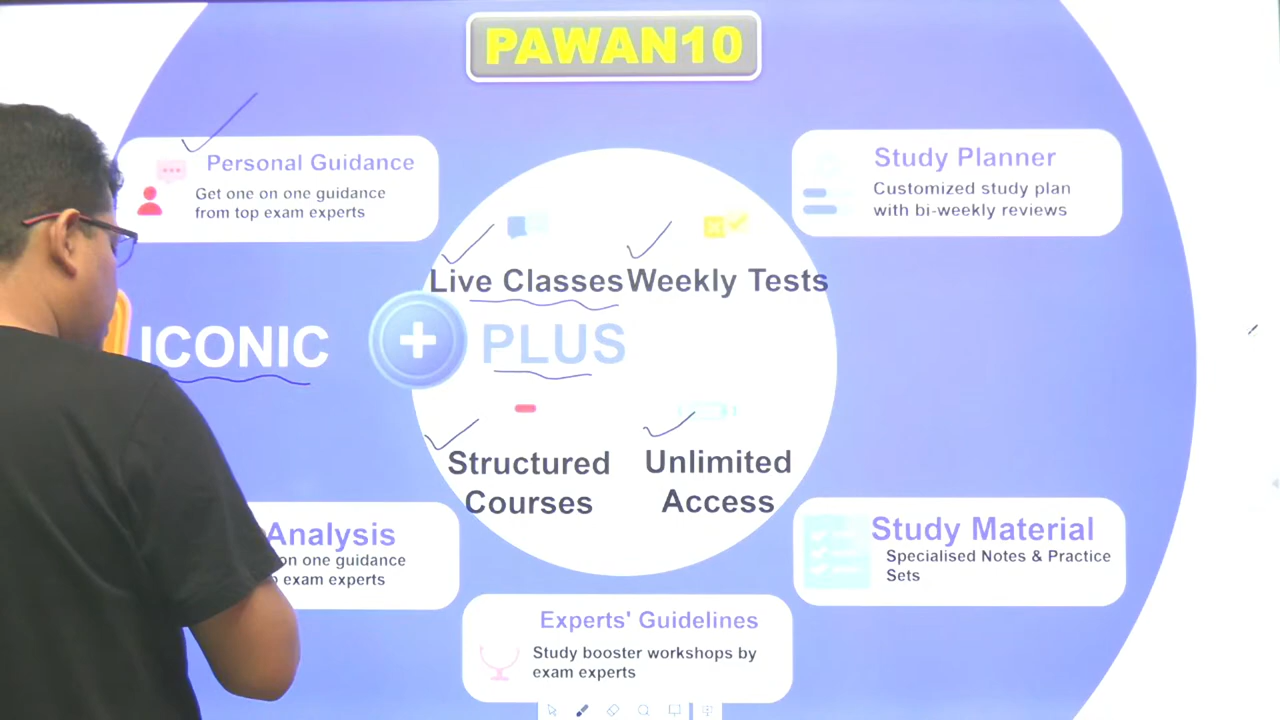 PAWAN10
Personal Guidance
Get one on one guidance
from top exam experts
Study Planner
Customized study plan
with bi-weekly reviews
Live Classes
Weekly Tests
ICONIC
PLUS
Structured
Courses
Unlimited
Access
Analysis
on one guidance
exam experts
Study Material
Specialised Notes & Practice
Sets
Experts' Guidelines
Study booster workshops by
exam experts